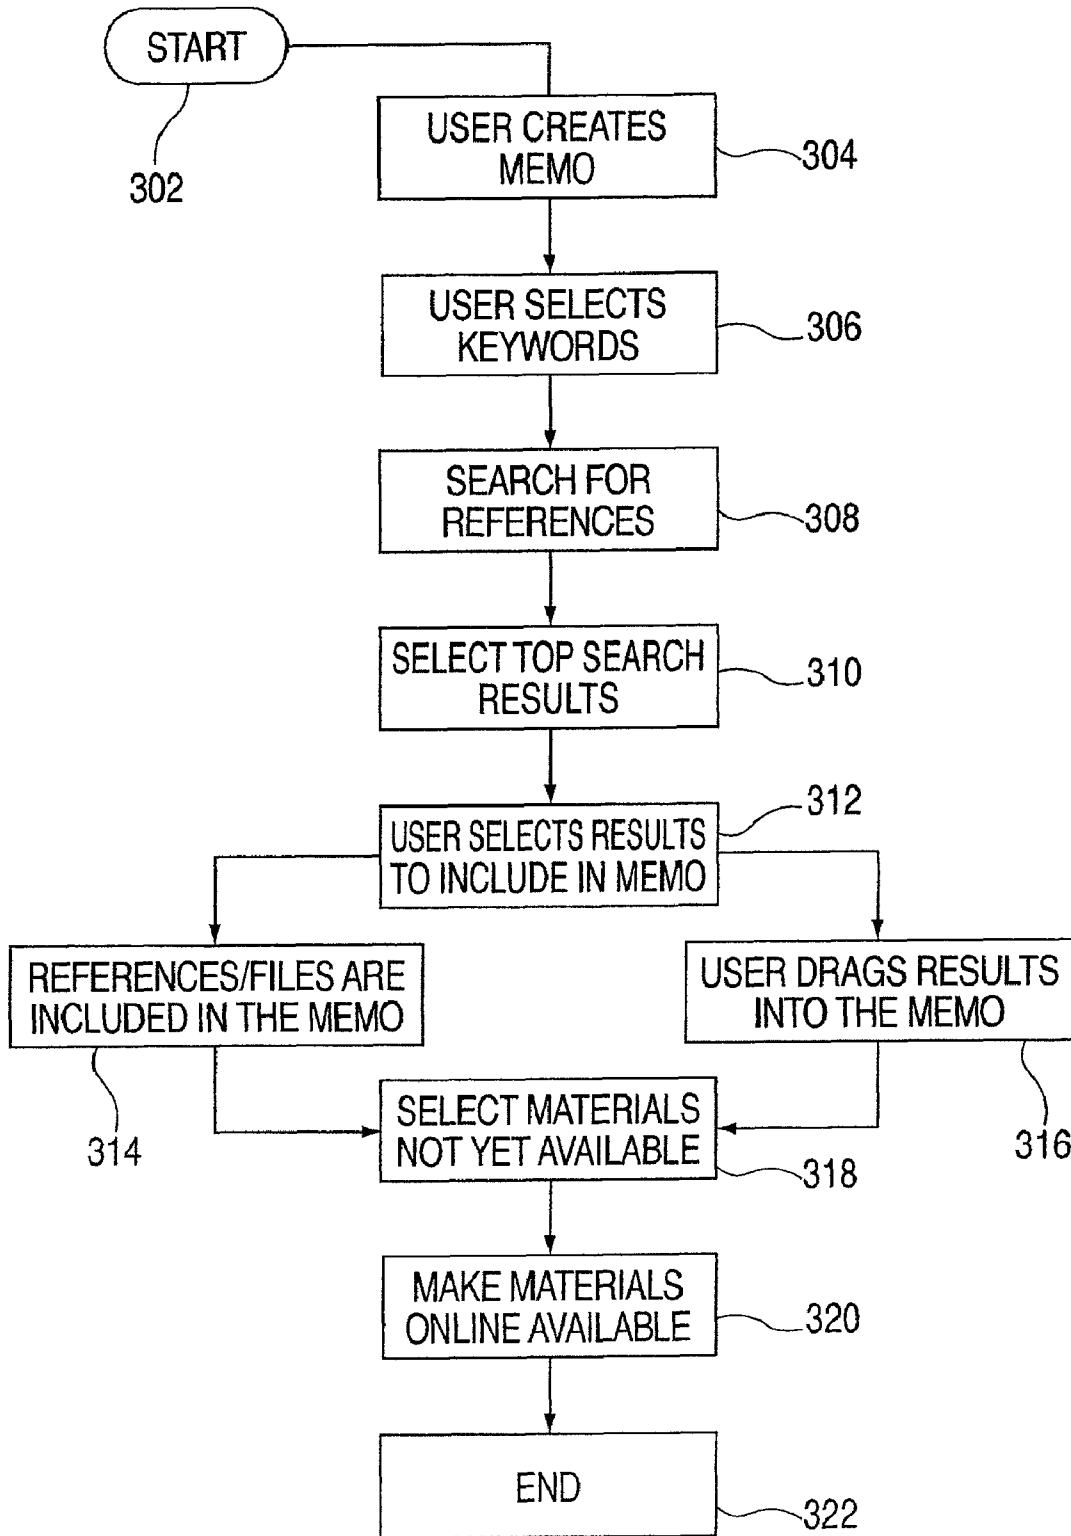 START
302
USER CREATES
MEMO
304
USER SELECTS
KEYWORDS
306
SEARCH FOR
REFERENCES
308
SELECT TOP SEARCH
RESULTS
310
312
USER SELECTS RESULTS
TO INCLUDE IN MEMO
REFERENCES/FILES ARE
INCLUDED IN THE MEMO
314
USER DRAGS RESULTS
INTO THE MEMO
316
SELECT MATERIALS
NOT YET AVAILABLE
318
MAKE MATERIALS
ONLINE AVAILABLE
320
END
322